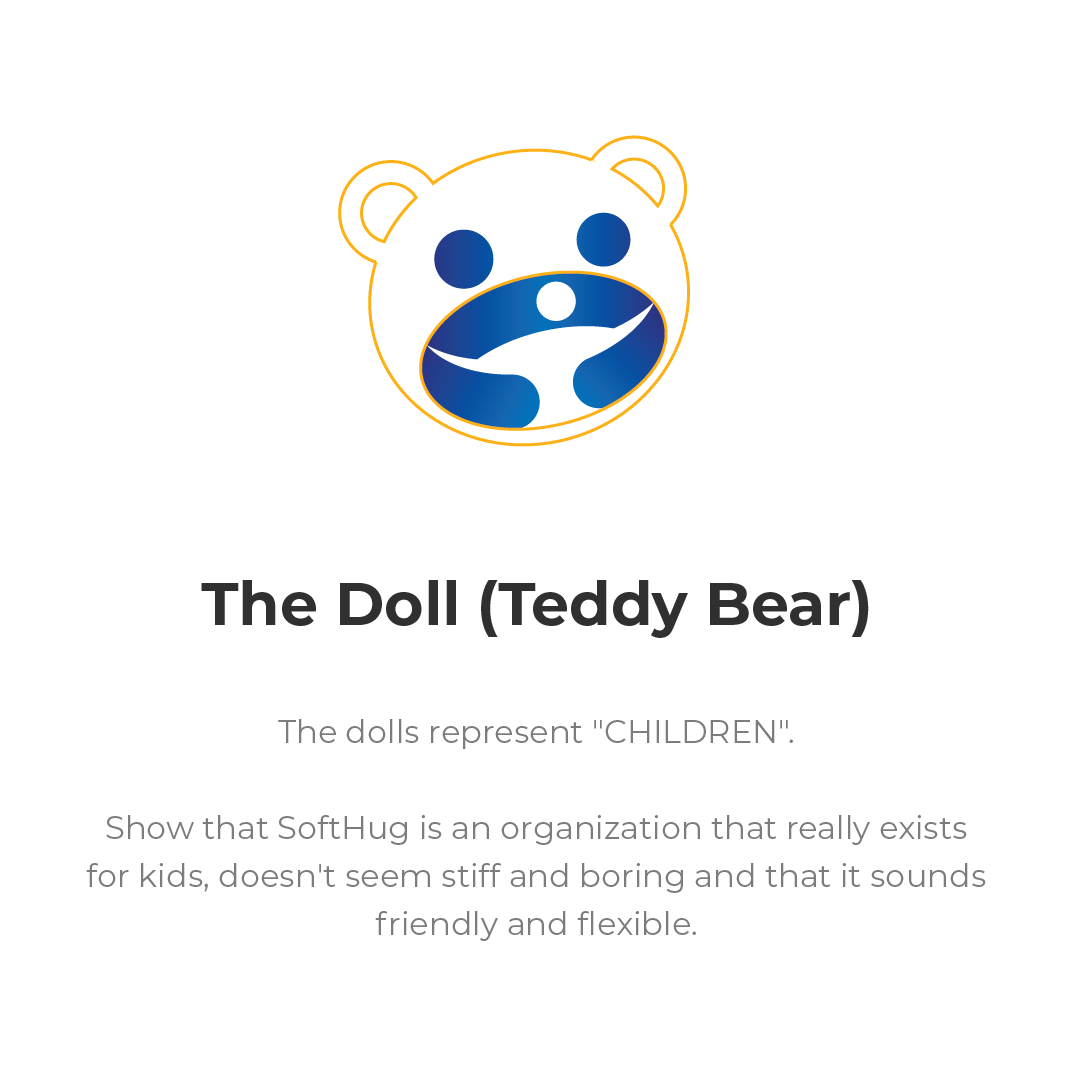 The Doll (Teddy Bear)
The dolls represent "CHILDREN".
Show that SoftHug is an organization that really exists
for kids, doesn't seem stiff and boring and that it sounds
friendly and flexible.